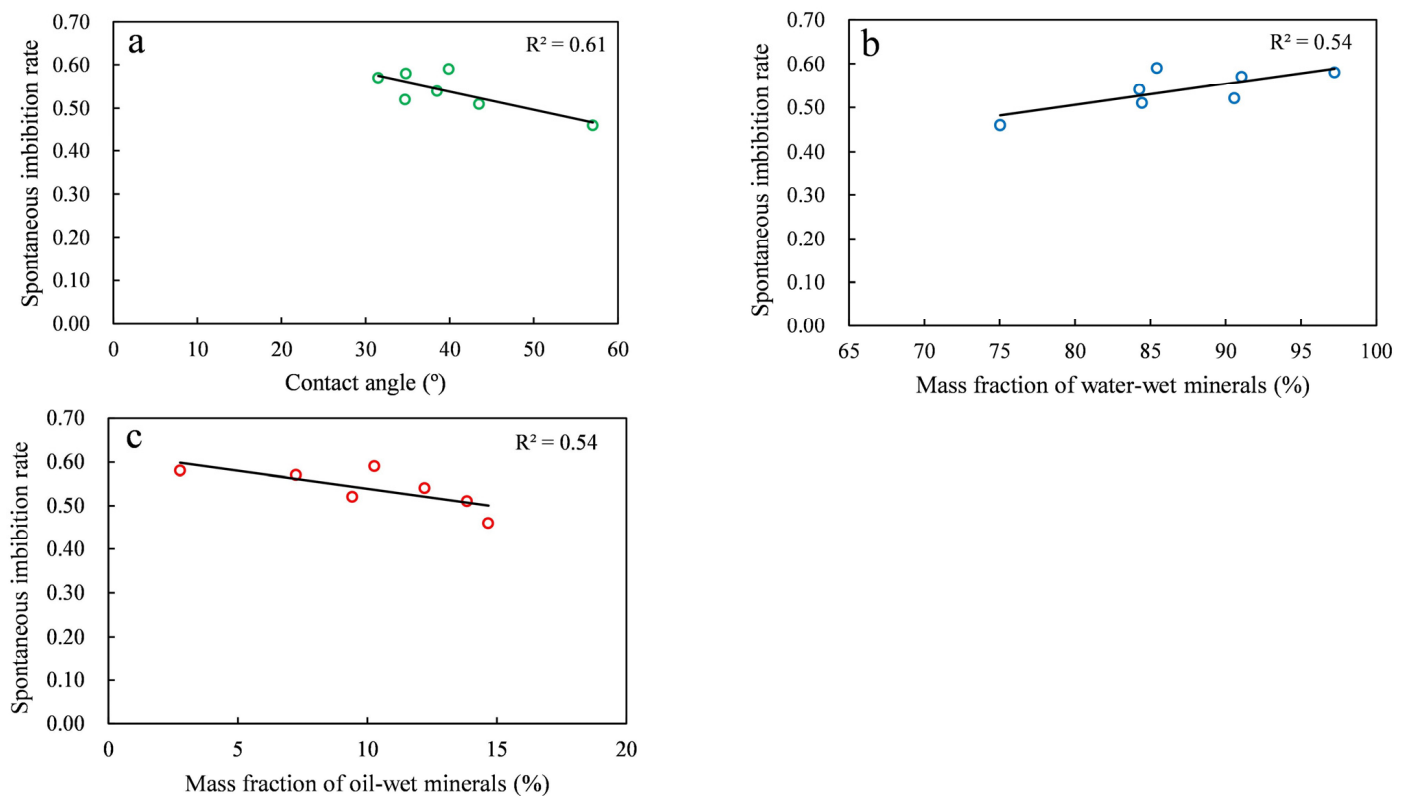 a
R² = 0.61
Spontaneous imbibition rate
0.70
0.60
0.50
0.40
0.30
0.20
0.10
0.00
0 10 20 30 40 50 60
Contact angle (º)
b
R² = 0.54
Spontaneous imbibition rate
0.70
0.60
0.50
0.40
0.30
0.20
0.10
0.00
65 70 75 80 85 90 95 100
Mass fraction of water-wet minerals (%)
c
R² = 0.54
Spontaneous imbibition rate
0.70
0.60
0.50
0.40
0.30
0.20
0.10
0.00
0 5 10 15 20
Mass fraction of oil-wet minerals (%)